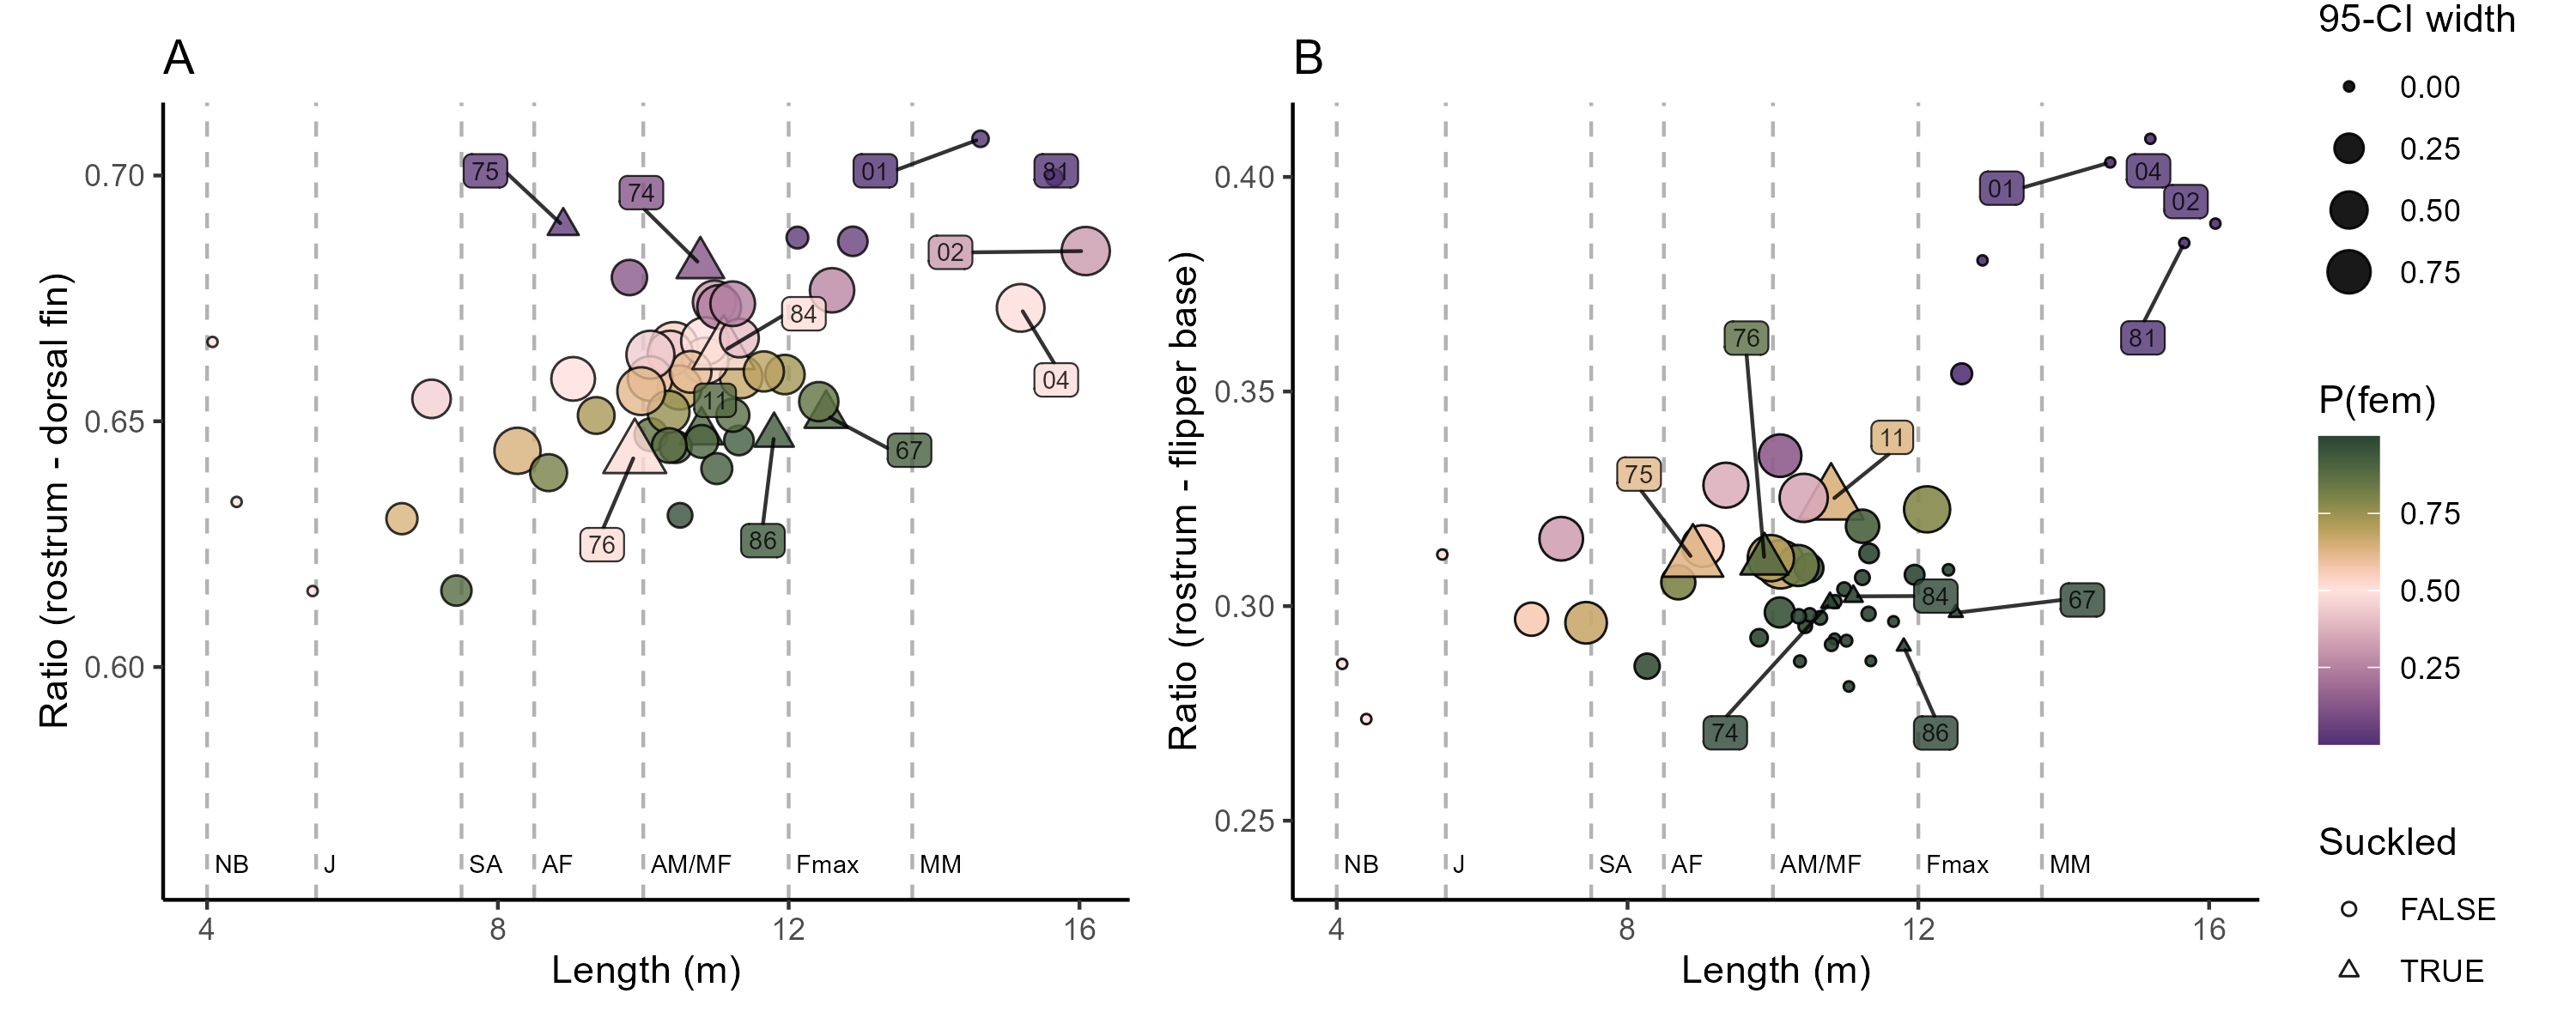 A
Ratio (rostrum - dorsal fin)
0.70
0.65
0.60
75
74
01
81
02
84
04
11
67
76
86
NB
J
SA
AF
AM/MF
Fmax
MM
4
8
12
16
Length (m)
B
Ratio (rostrum - flipper base)
0.40
0.35
0.30
0.25
01
04
02
81
76
11
75
84
67
74
86
NB
J
SA
AF
AM/MF
Fmax
MM
4
8
12
16
Length (m)
95-CI width
0.00
0.25
0.50
0.75
P(fem)
0.75
0.50
0.25
Suckled
FALSE
TRUE